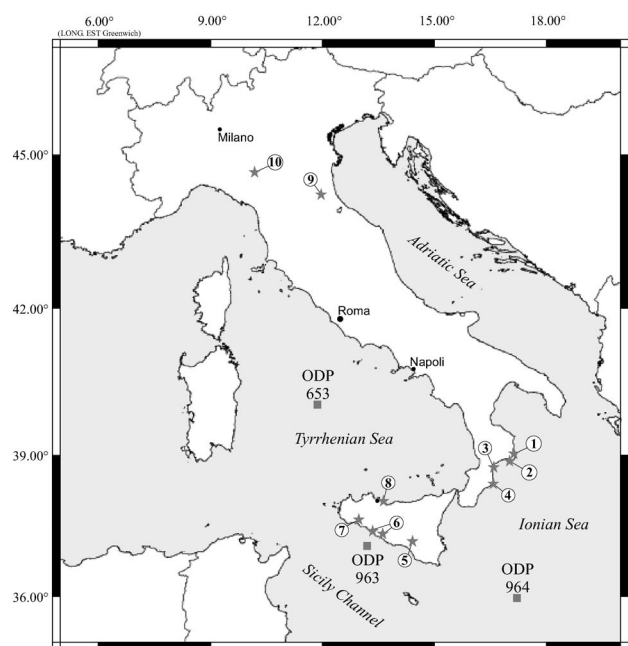 6.00° 9.00° 12.00° 15.00° 18.00°
(LONG. EST Greenwich)
Milano
45.00°
10
9
Adriatic Sea
42.00°
Roma
Napoli
ODP
653
Tyrrhenian Sea
39.00°
3
1
2
4
8
7
6
5
Ionian Sea
ODP
963
ODP
964
Sicily Channel
36.00°